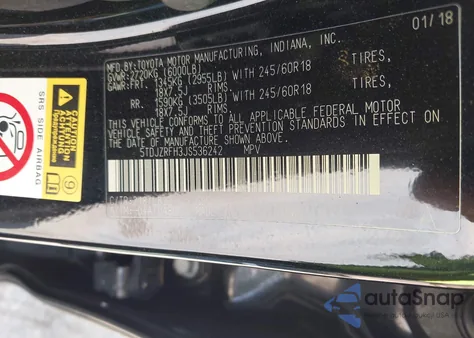 01/18
MFD.BY:TOYOTA MOTOR MANUFACTURING, INDIANA, INC.
GVWR:2720KG (6000LB)
GAWR:FRT. 1345KG (2955LB) WITH 245/60R18 TIRES,
18X7.5J RIMS.
RR. 1590KG (3505LB) WITH 245/60R18 TIRES,
18X7.5J RIMS.
THIS VEHICLE CONFORMS TO ALL APPLICABLE FEDERAL MOTOR
VEHICLE SAFETY AND THEFT PREVENTION STANDARDS IN EFFECT ON
THE DATE OF MANUFACTURE SHOWN ABOVE.
5TDJZRFH3JS536242 MPV
SRS SIDE AIRBAG
CAUTION
9
autoSnap